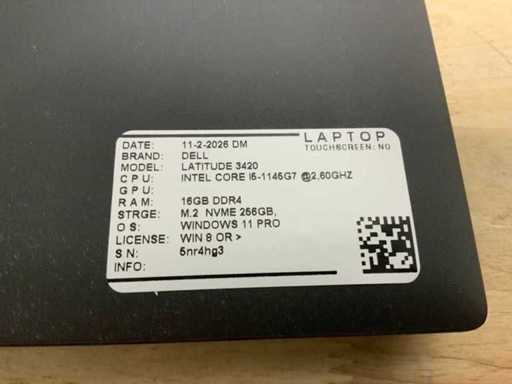 LAPTOP
TOUCHSCREEN: NO
DATE: 11-2-2026 DM
BRAND: DELL
MODEL: LATITUDE 3420
CPU: INTEL CORE I5-1145G7 @2,60GHZ
GPU:
RAM: 16GB DDR4
STRGE: M.2 NVME 256GB,
OS: WINDOWS 11 PRO
LICENSE: WIN 8 OR >
SN: 5nr4hg3
INFO: